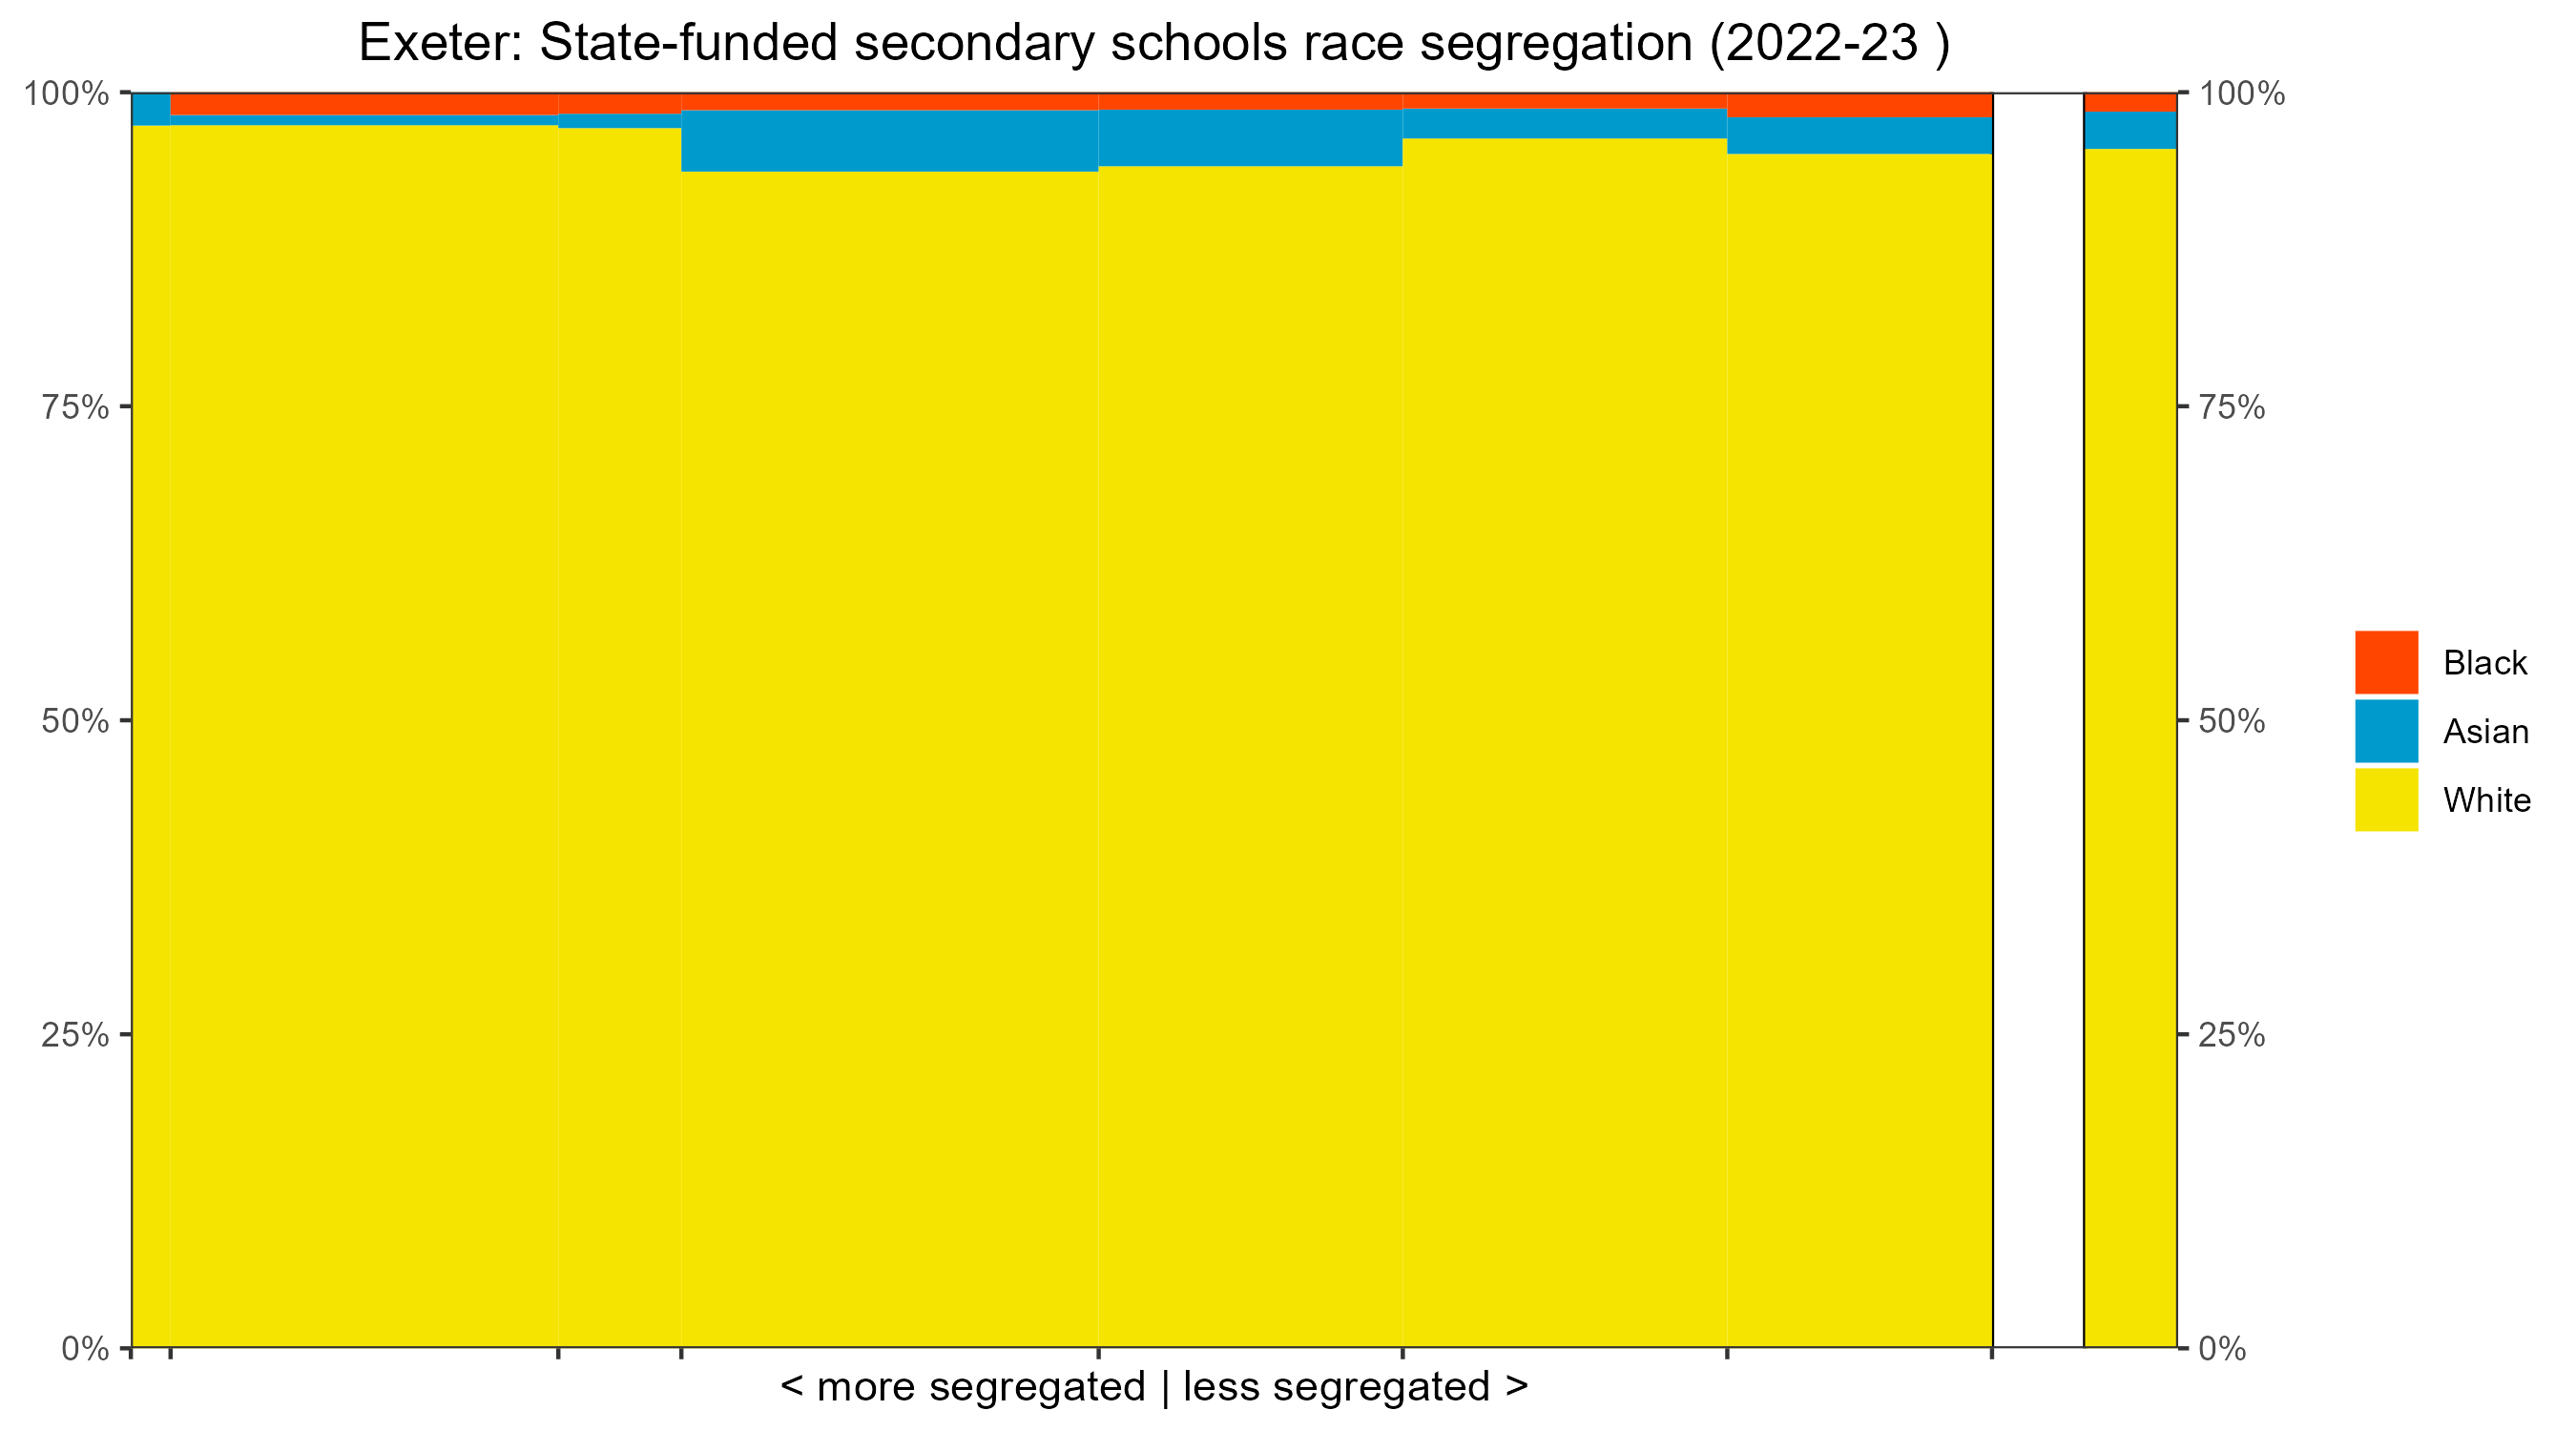 Exeter: State-funded secondary schools race segregation (2022-23 )
100%
75%
50%
25%
0%
100%
75%
50%
25%
0%
Black
Asian
White
< more segregated | less segregated >